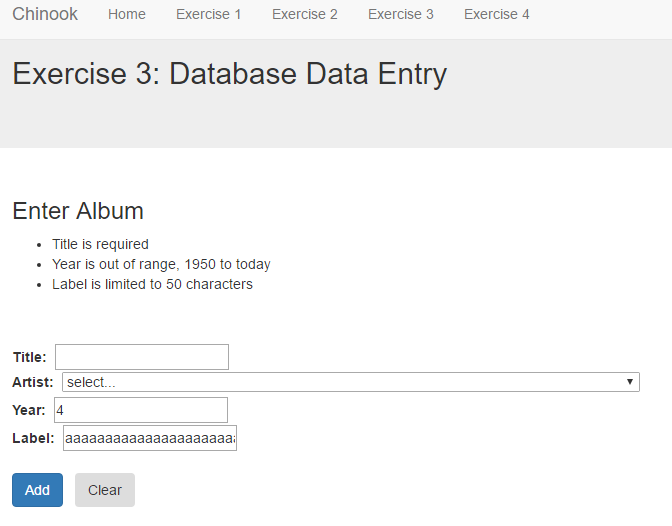 Chinook Home Exercise 1 Exercise 2 Exercise 3 Exercise 4
Exercise 3: Database Data Entry
Enter Album
• Title is required
• Year is out of range, 1950 to today
• Label is limited to 50 characters
Title:
Artist: select...
Year: 4
Label: aaaaaaaaaaaaaaaaaaaaaa
Add Clear